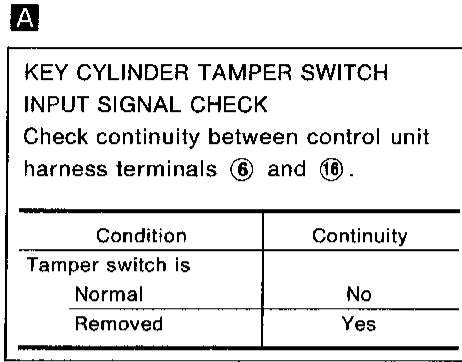 A
KEY CYLINDER TAMPER SWITCH
INPUT SIGNAL CHECK
Check continuity between control unit
harness terminals ⑥ and ⑯.
Condition Continuity
Tamper switch is
Normal No
Removed Yes